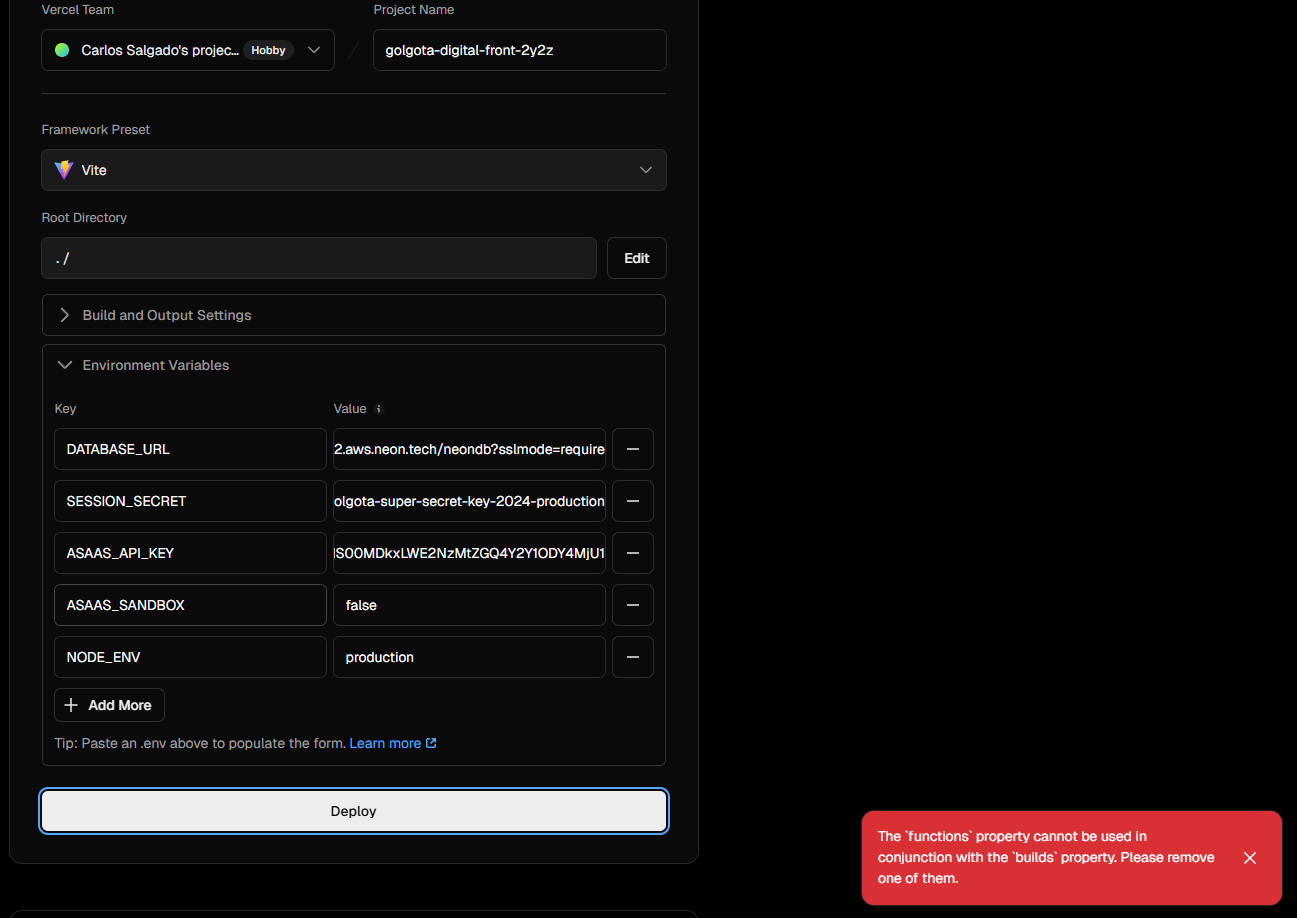 Vercel Team
Project Name
Carlos Salgado's projec... Hobby
golgota-digital-front-2y2z
Framework Preset
Vite
Root Directory
./
Edit
Build and Output Settings
Environment Variables
Key
Value
DATABASE_URL
2.aws.neon.tech/neondb?sslmode=require
SESSION_SECRET
olgota-super-secret-key-2024-production
ASAAS_API_KEY
IS00MDkxLWE2NzMtZGQ4Y2Y1ODY4MjU1
ASAAS_SANDBOX
false
NODE_ENV
production
Add More
Tip: Paste an .env above to populate the form. Learn more
Deploy
The `functions` property cannot be used in
conjunction with the `builds` property. Please remove
one of them.